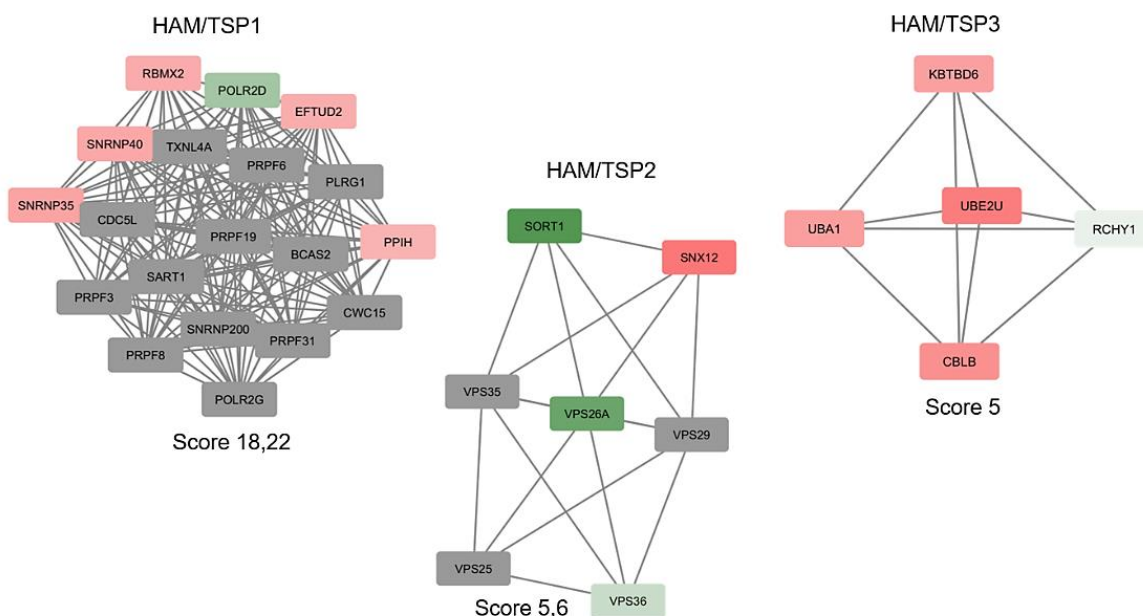 HAM/TSP1
RBMX2
POLR2D
EFTUD2
SNRNP40
TXNL4A
PRPF6
PLRG1
SNRNP35
CDC5L
PRPF19
BCAS2
PPIH
SART1
PRPF3
CWC15
SNRNP200
PRPF31
PRPF8
POLR2G
Score 18,22
HAM/TSP2
SORT1
SNX12
VPS35
VPS26A
VPS29
VPS25
VPS36
Score 5,6
HAM/TSP3
KBTBD6
UBE2U
UBA1
RCHY1
CBLB
Score 5